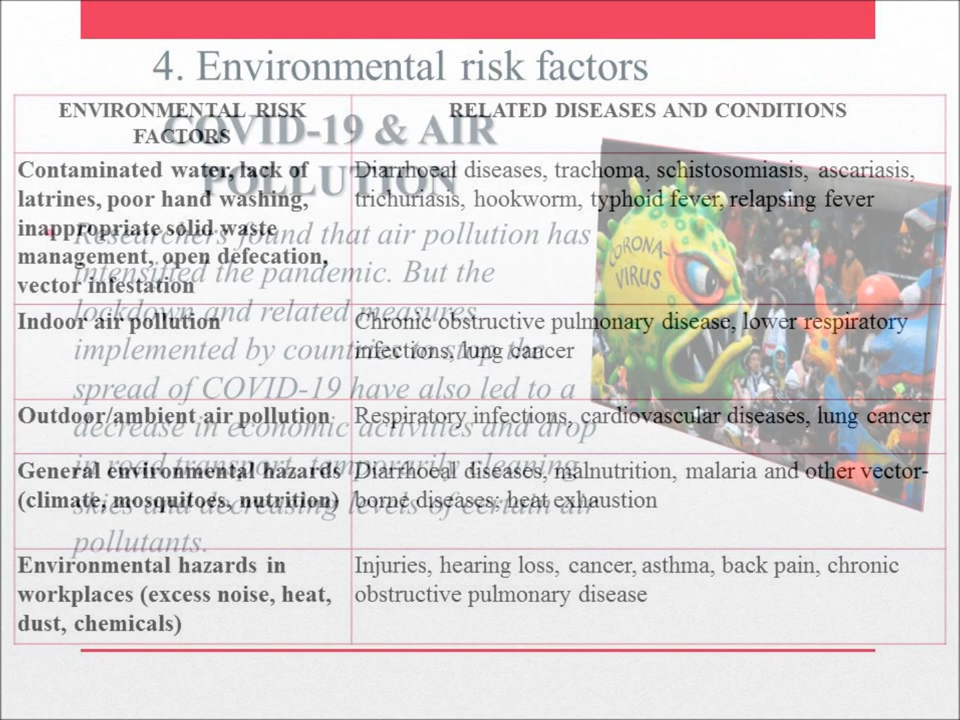 4. Environmental risk factors
ENVIRONMENTAL RISK
FACTORS
RELATED DISEASES AND CONDITIONS
Contaminated water, lack of
latrines, poor hand washing,
inappropriate solid waste
management, open defecation,
vector infestation
Diarrhoeal diseases, trachoma, schistosomiasis, ascariasis,
trichuriasis, hookworm, typhoid fever, relapsing fever
Indoor air pollution
Chronic obstructive pulmonary disease, lower respiratory
infections, lung cancer
Outdoor/ambient air pollution
Respiratory infections, cardiovascular diseases, lung cancer
General environmental hazards
(climate, mosquitoes, nutrition)
Diarrhoeal diseases, malnutrition, malaria and other vector-
borne diseases; heat exhaustion
Environmental hazards in
workplaces (excess noise, heat,
dust, chemicals)
Injuries, hearing loss, cancer, asthma, back pain, chronic
obstructive pulmonary disease
COVID-19 & AIR
POLLUTION
Researchers found that air pollution has
intensified the pandemic. But the
lockdown and related measures
implemented by countries to stop the
spread of COVID-19 have also led to a
decrease in economic activities and drop
in road transport, temporarily cleaning
skies and decreasing levels of certain air
pollutants.
CORONA-
VIRUS